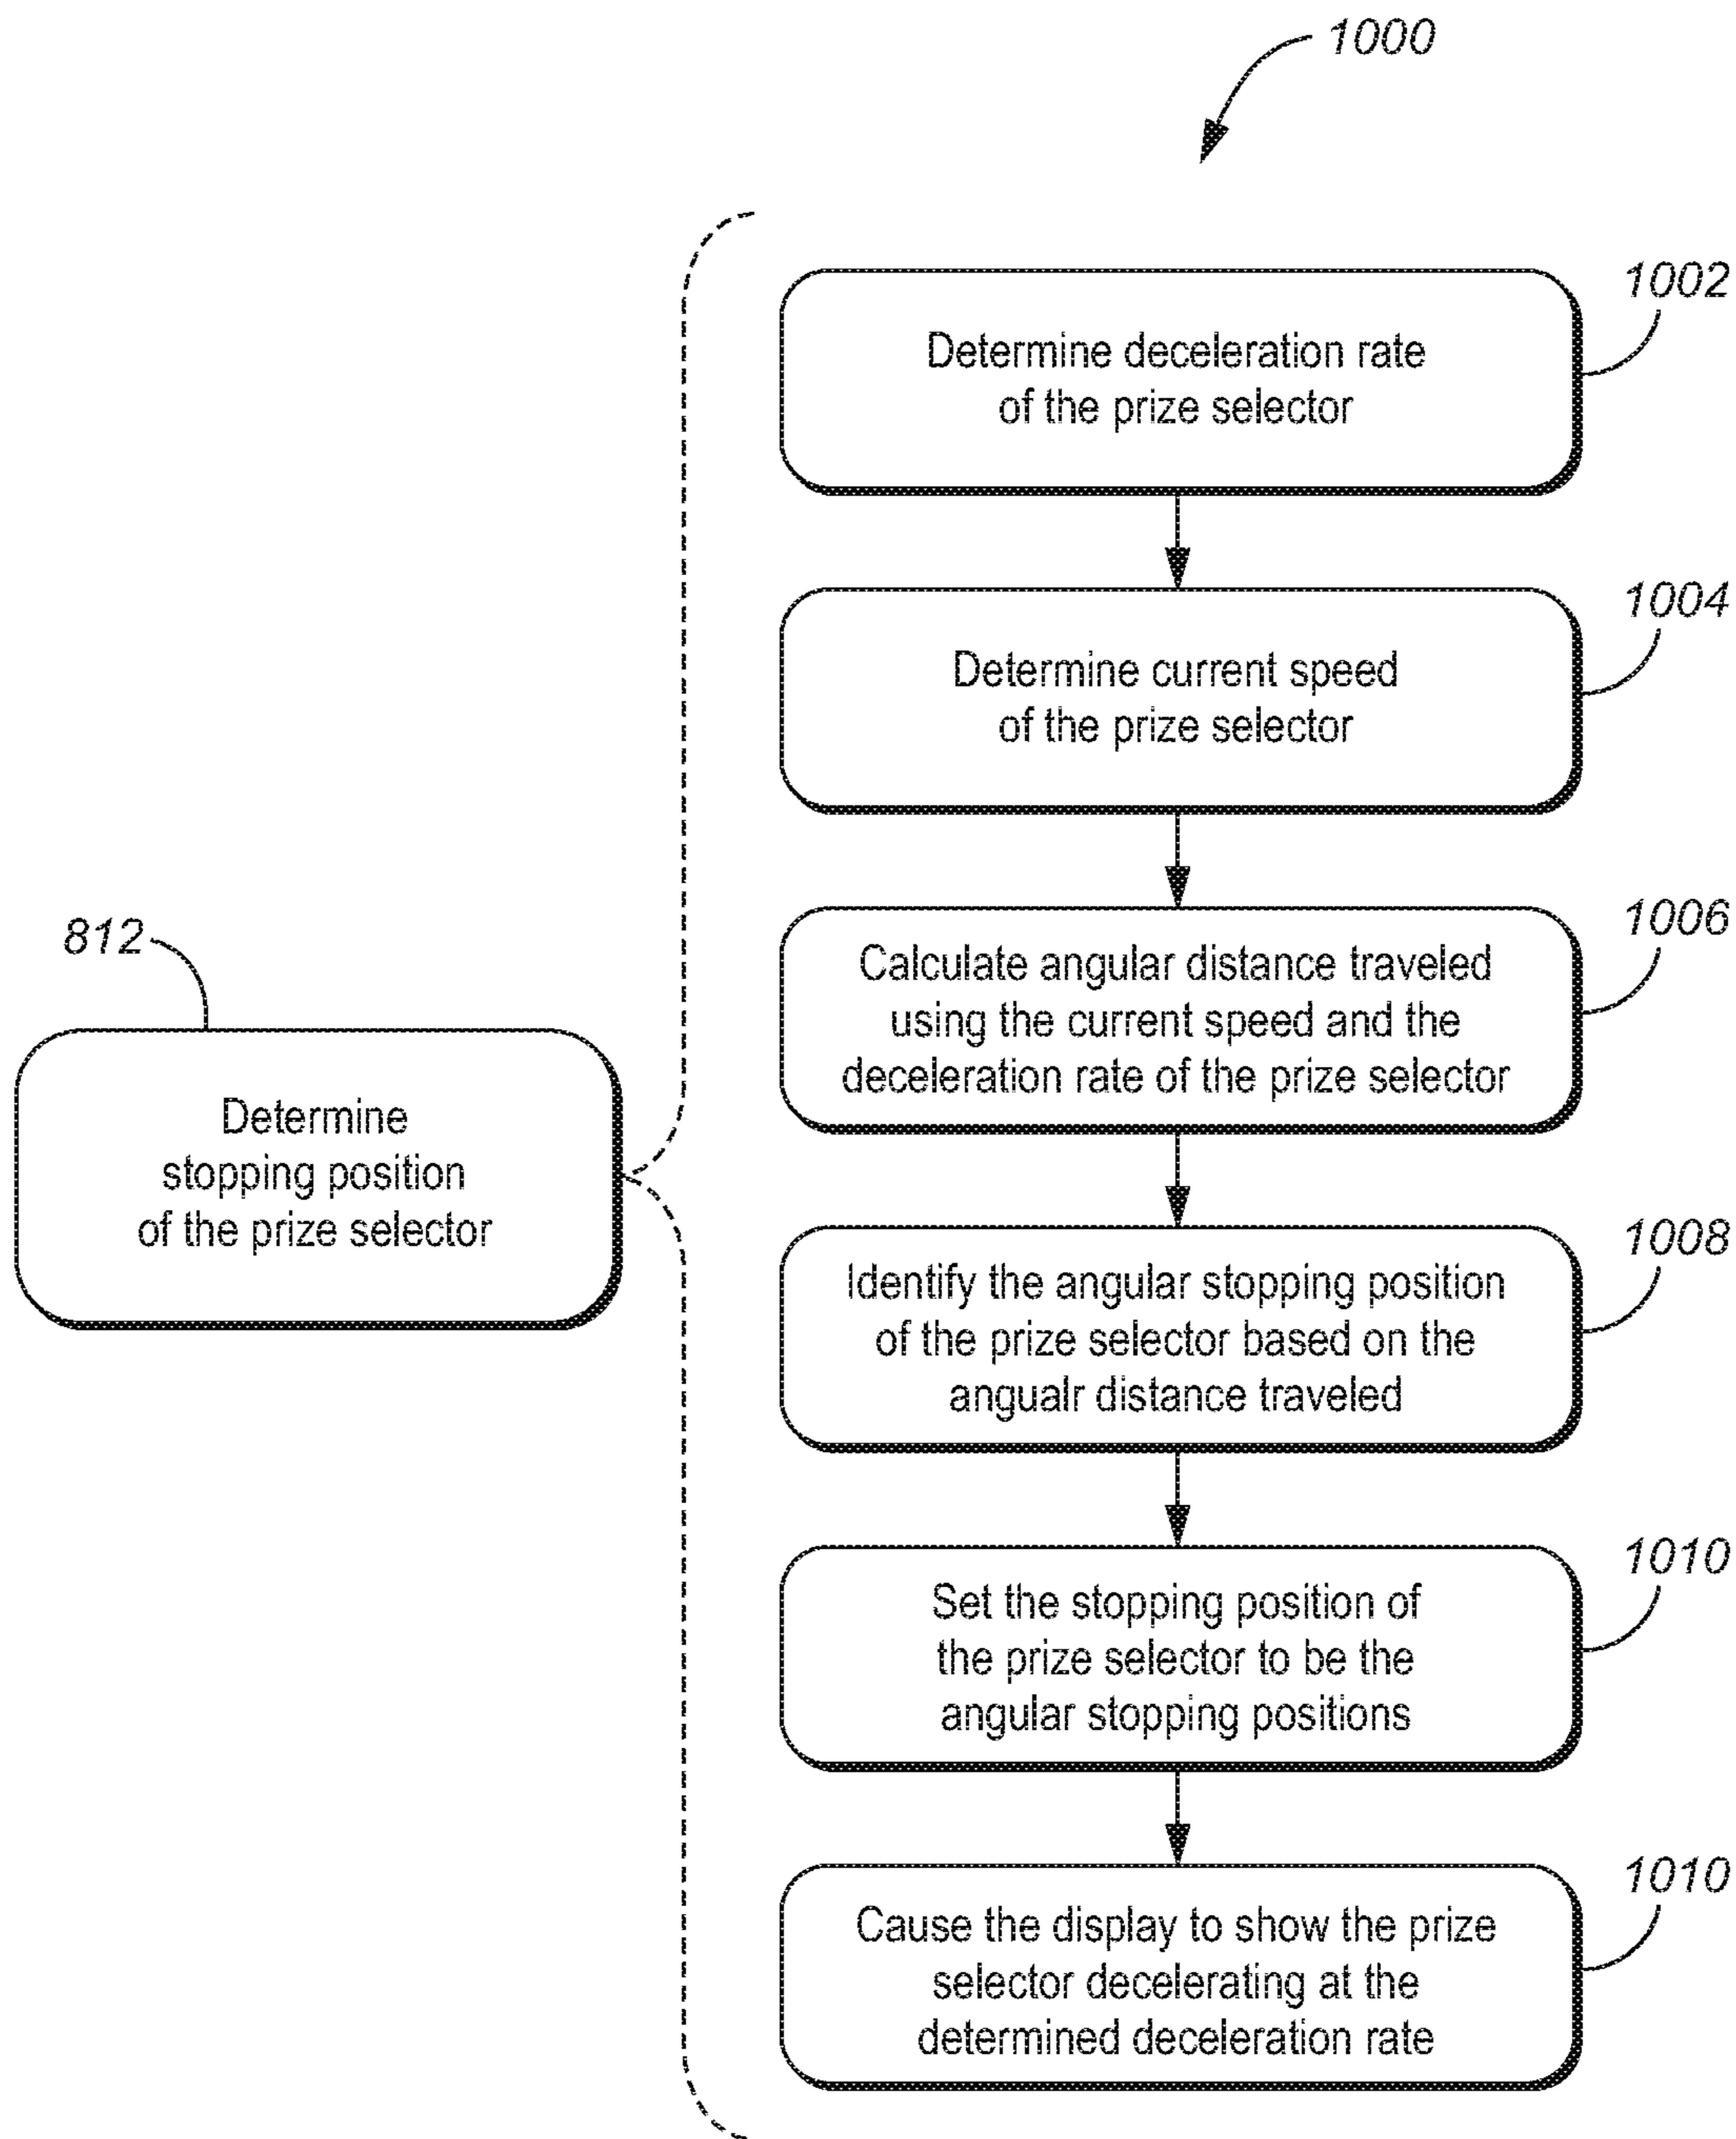 1000
1002
Determine deceleration rate
of the prize selector
1004
Determine current speed
of the prize selector
1006
Calculate angular distance traveled
using the current speed and the
deceleration rate of the prize selector
812
Determine
stopping position
of the prize selector
1008
Identify the angular stopping position
of the prize selector based on the
angualr distance traveled
1010
Set the stopping position of
the prize selector to be the
angular stopping positions
1010
Cause the display to show the prize
selector decelerating at the
determined deceleration rate